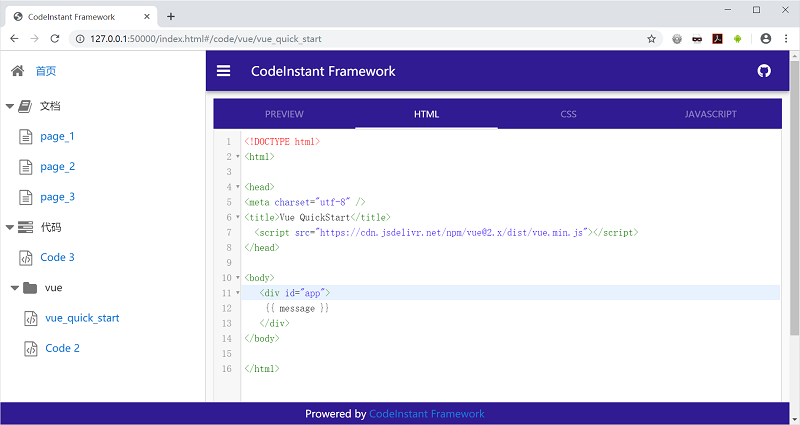 CodeInstant Framework
127.0.0.1:50000/index.html#/code/vue/vue_quick_start
首页
文档
page_1
page_2
page_3
代码
Code 3
vue
vue_quick_start
Code 2
CodeInstant Framework
PREVIEW HTML CSS JAVASCRIPT
1 <!DOCTYPE html>
2 <html>
3
4 <head>
5 <meta charset="utf-8" />
6 <title>Vue QuickStart</title>
7 <script src="https://cdn.jsdelivr.net/npm/vue@2.x/dist/vue.min.js"></script>
8 </head>
9
10 <body>
11 <div id="app">
12 {{ message }}
13 </div>
14 </body>
15
16 </html>
Prowered by CodeInstant Framework